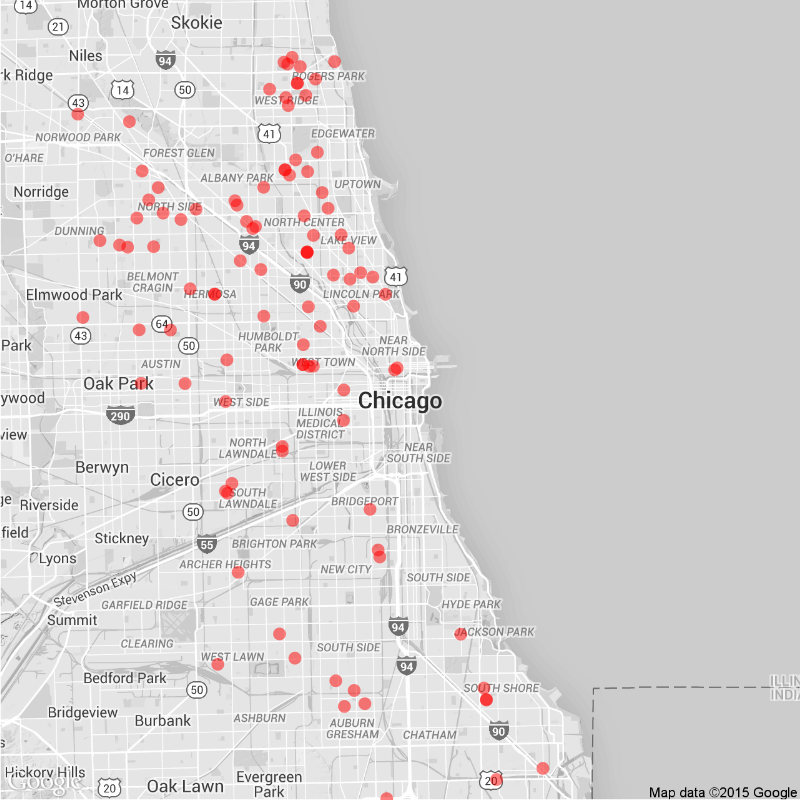 Morton Grove
14
21
Skokie
Niles
94
rk Ridge
ROGERS PARK
14
50
43
WEST RIDGE
41
NORWOOD PARK
EDGEWATER
O'HARE
FOREST GLEN
ALBANY PARK
UPTOWN
Norridge
NORTH SIDE
NORTH CENTER
DUNNING
94
LAKE VIEW
BELMONT
CRAGIN
90
41
Elmwood Park
HERMOSA
LINCOLN PARK
64
43
HUMBOLDT
PARK
NEAR
NORTH SIDE
Park
50
AUSTIN
WEST TOWN
Oak Park
ywood
WEST SIDE
Chicago
290
ILLINOIS
MEDICAL
DISTRICT
view
NORTH
LAWNDALE
NEAR
SOUTH SIDE
Berwyn
LOWER
WEST SIDE
Cicero
SOUTH
LAWNDALE
BRIDGEPORT
ge
Riverside
50
field
Stickney
55
BRONZEVILLE
BRIGHTON PARK
Lyons
ARCHER HEIGHTS
NEW CITY
SOUTH SIDE
Stevenson Expy
GARFIELD RIDGE
GAGE PARK
HYDE PARK
Summit
94
JACKSON PARK
CLEARING
SOUTH SIDE
WEST LAWN
94
Bedford Park
50
SOUTH SHORE
ILLIN
INDIA
Bridgeview
Burbank
ASHBURN
AUBURN
GRESHAM
CHATHAM
90
Hickory Hills
Google
20
Oak Lawn
Evergreen
Park
20
Map data ©2015 Google